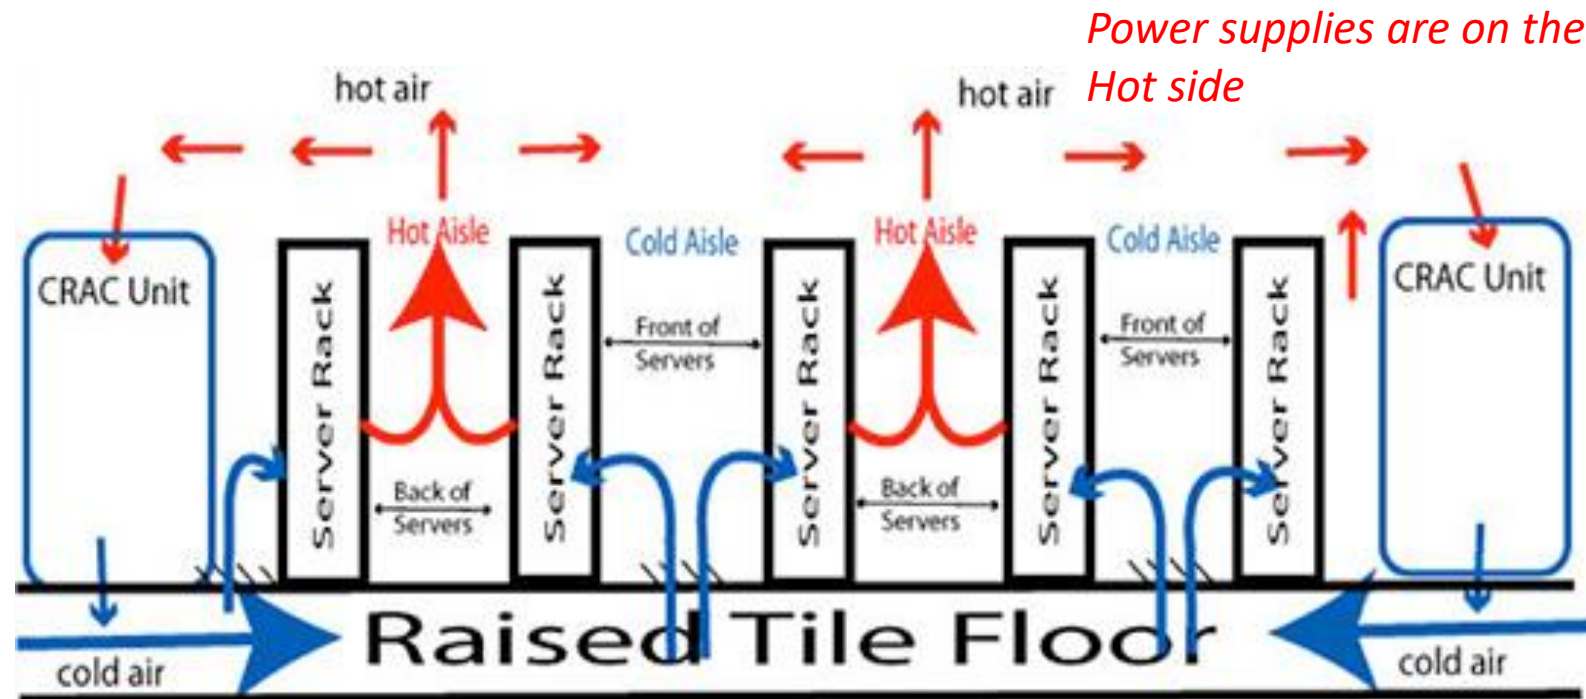 Power supplies are on the
Hot side
hot air
hot air
Hot Aisle
Cold Aisle
Hot Aisle
Cold Aisle
CRAC Unit
CRAC Unit
Server Rack
Server Rack
Server Rack
Server Rack
Server Rack
Front of
Servers
Front of
Servers
Back of
Servers
Back of
Servers
Raised Tile Floor
cold air
cold air